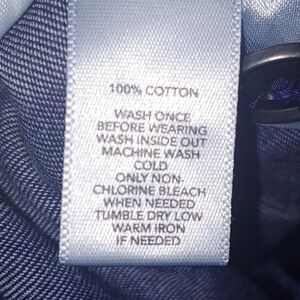 100% COTTON
WASH ONCE
BEFORE WEARING
WASH INSIDE OUT
MACHINE WASH
COLD
ONLY NON
CHLORINE BLEACH
WHEN NEEDED
TUMBLE DRY LOW
WARM IRON
IF NEEDED